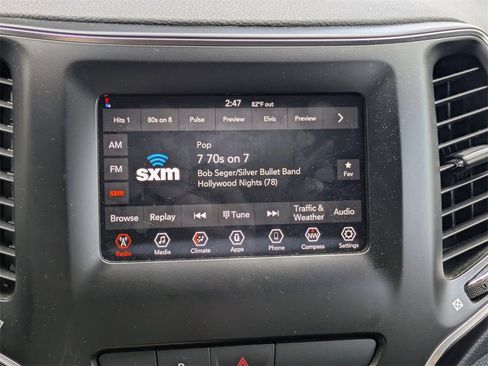 2:47 82°F out
Hits 1 80s on 8 Pulse Preview Elvis Preview
AM
FM
sxm
sxm
Pop
7 70s on 7
Bob Seger/Silver Bullet Band
Hollywood Nights (78)
Fav
Browse Replay Tune Traffic & Weather Audio
Radio Media Climate Apps Phone NW Compass Settings